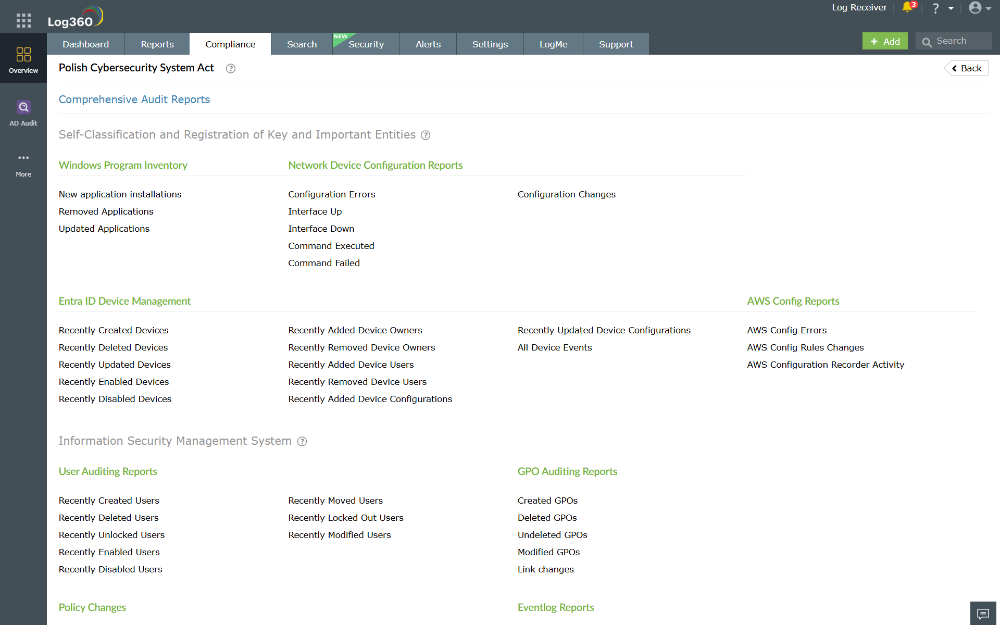 Log360
Log Receiver
3
?
Dashboard
Reports
Compliance
Search
NEW
Security
Alerts
Settings
LogMe
Support
+ Add
Search
Overview
AD Audit
More
Polish Cybersecurity System Act ?
Back
Comprehensive Audit Reports
Self-Classification and Registration of Key and Important Entities ?
Windows Program Inventory
New application installations
Removed Applications
Updated Applications
Network Device Configuration Reports
Configuration Errors
Interface Up
Interface Down
Command Executed
Command Failed
Configuration Changes
Entra ID Device Management
Recently Created Devices
Recently Deleted Devices
Recently Updated Devices
Recently Enabled Devices
Recently Disabled Devices
Recently Added Device Owners
Recently Removed Device Owners
Recently Added Device Users
Recently Removed Device Users
Recently Added Device Configurations
Recently Updated Device Configurations
All Device Events
AWS Config Reports
AWS Config Errors
AWS Config Rules Changes
AWS Configuration Recorder Activity
Information Security Management System ?
User Auditing Reports
Recently Created Users
Recently Deleted Users
Recently Unlocked Users
Recently Enabled Users
Recently Disabled Users
Recently Moved Users
Recently Locked Out Users
Recently Modified Users
GPO Auditing Reports
Created GPOs
Deleted GPOs
Undeleted GPOs
Modified GPOs
Link changes
Policy Changes
Eventlog Reports